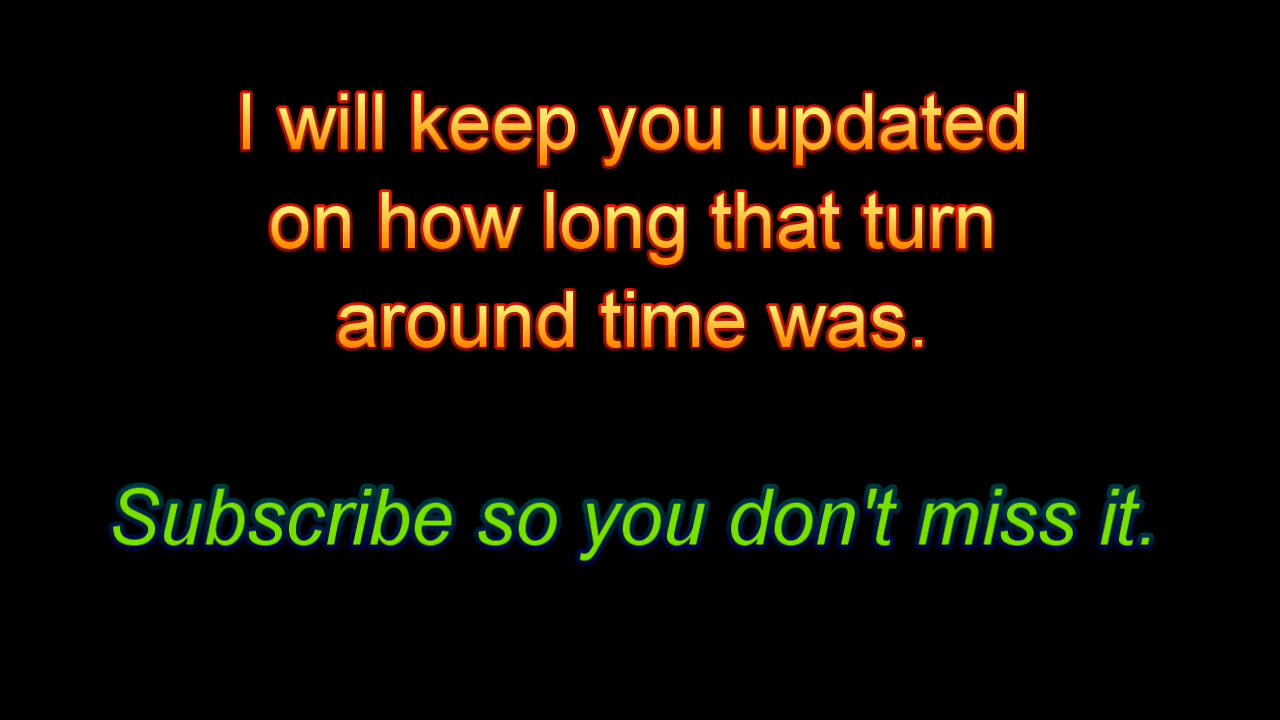 I will keep you updated
on how long that turn
around time was.
Subscribe so you don't miss it.